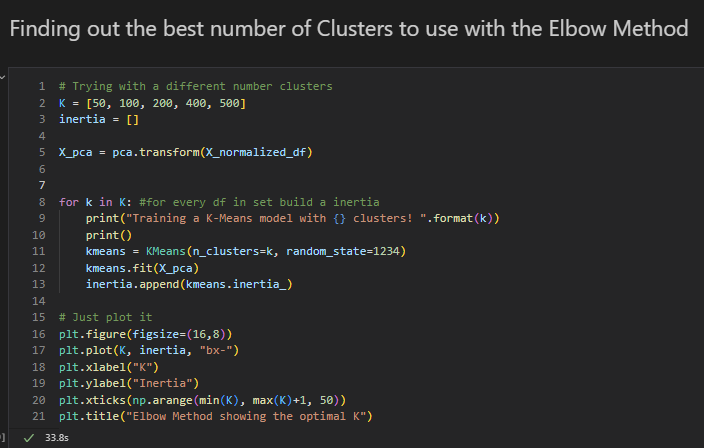 Finding out the best number of Clusters to use with the Elbow Method
1 # Trying with a different number clusters
2 K = [50, 100, 200, 400, 500]
3 inertia = []
4
5 X_pca = pca.transform(X_normalized_df)
6
7
8 for k in K: #for every df in set build a inertia
9     print("Training a K-Means model with {} clusters! ".format(k))
10     print()
11     kmeans = KMeans(n_clusters=k, random_state=1234)
12     kmeans.fit(X_pca)
13     inertia.append(kmeans.inertia_)
14
15 # Just plot it
16 plt.figure(figsize=(16,8))
17 plt.plot(K, inertia, "bx-")
18 plt.xlabel("K")
19 plt.ylabel("Inertia")
20 plt.xticks(np.arange(min(K), max(K)+1, 50))
21 plt.title("Elbow Method showing the optimal K")
] ✓ 33.8s